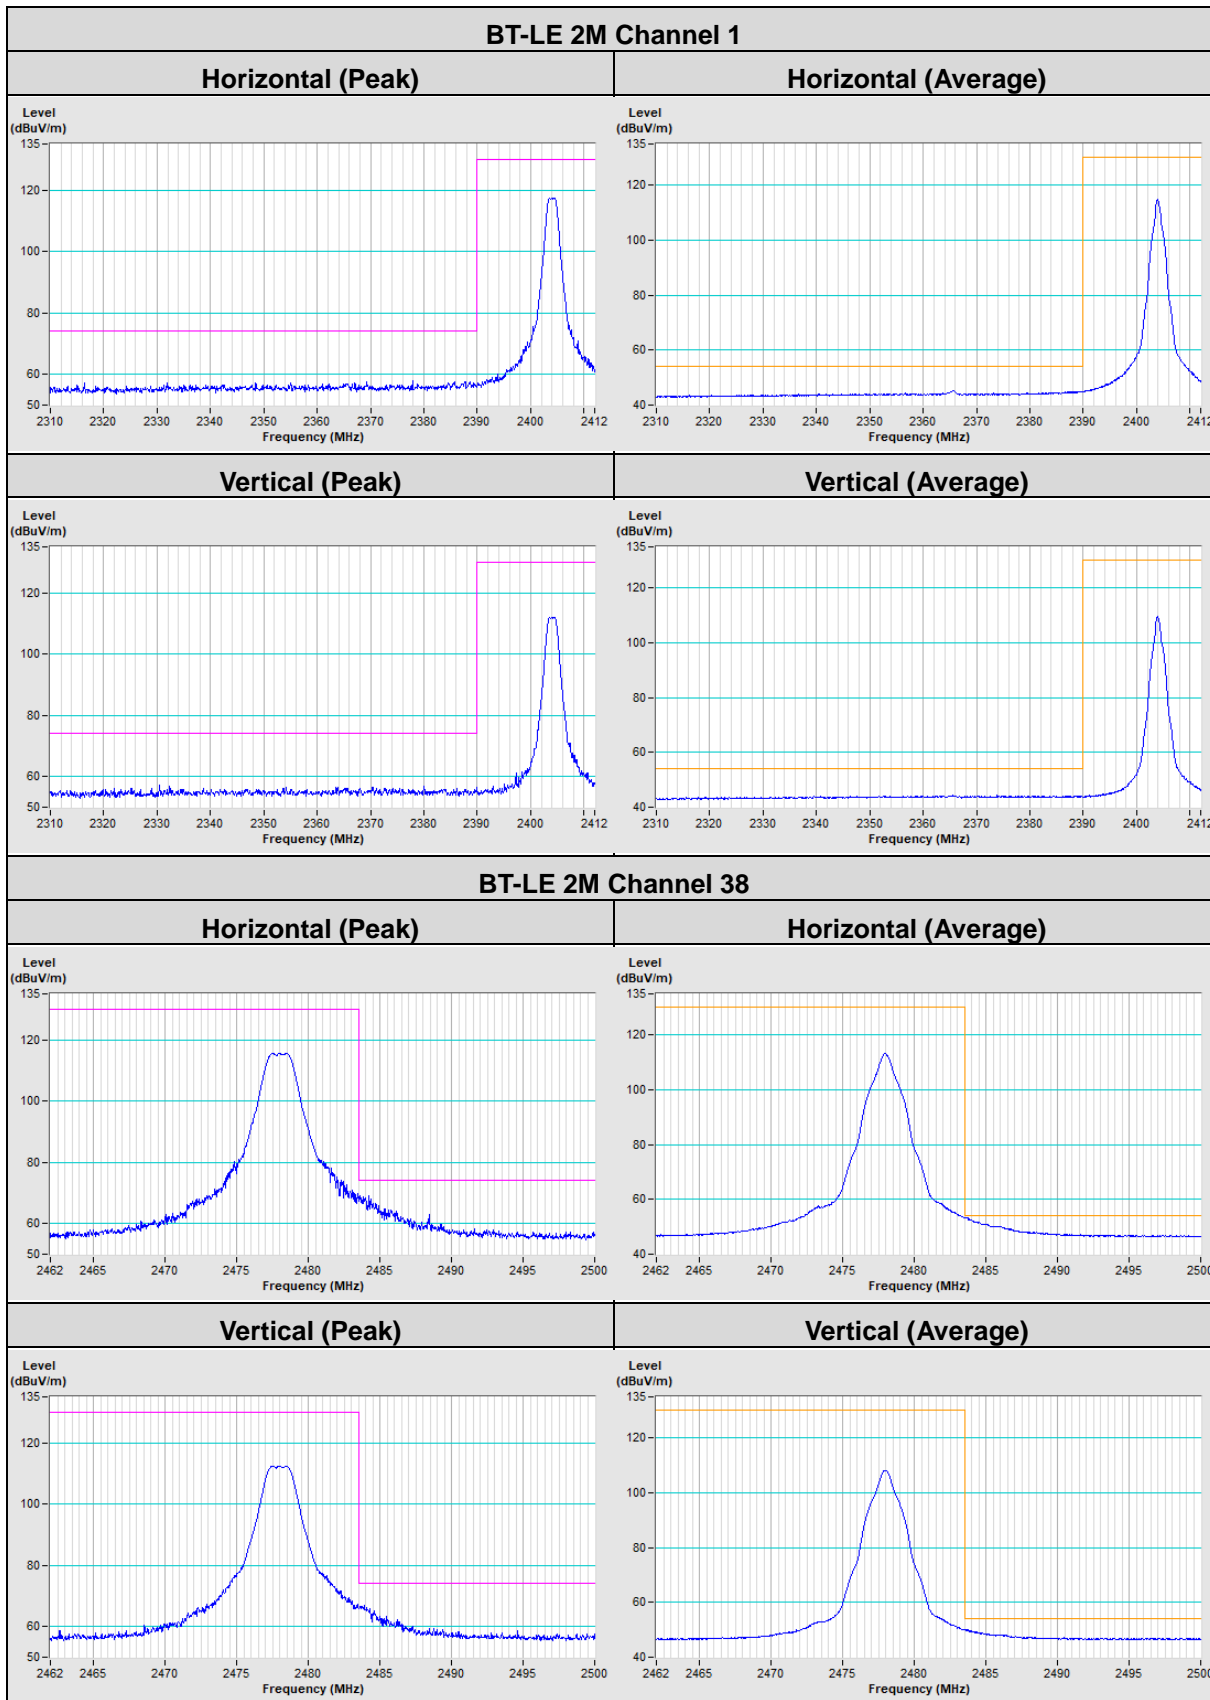 BT-LE 2M Channel 1
Horizontal (Peak)
Horizontal (Average)
Level
(dBuV/m)
135
120
100
80
60
50
2310 2320 2330 2340 2350 2360 2370 2380 2390 2400 2412
Frequency (MHz)
Level
(dBuV/m)
135
120
100
80
60
40
2310 2320 2330 2340 2350 2360 2370 2380 2390 2400 2412
Frequency (MHz)
Vertical (Peak)
Vertical (Average)
Level
(dBuV/m)
135
120
100
80
60
50
2310 2320 2330 2340 2350 2360 2370 2380 2390 2400 2412
Frequency (MHz)
Level
(dBuV/m)
135
120
100
80
60
40
2310 2320 2330 2340 2350 2360 2370 2380 2390 2400 2412
Frequency (MHz)
BT-LE 2M Channel 38
Horizontal (Peak)
Horizontal (Average)
Level
(dBuV/m)
135
120
100
80
60
50
2462 2465 2470 2475 2480 2485 2490 2495 2500
Frequency (MHz)
Level
(dBuV/m)
135
120
100
80
60
40
2462 2465 2470 2475 2480 2485 2490 2495 2500
Frequency (MHz)
Vertical (Peak)
Vertical (Average)
Level
(dBuV/m)
135
120
100
80
60
50
2462 2465 2470 2475 2480 2485 2490 2495 2500
Frequency (MHz)
Level
(dBuV/m)
135
120
100
80
60
40
2462 2465 2470 2475 2480 2485 2490 2495 2500
Frequency (MHz)